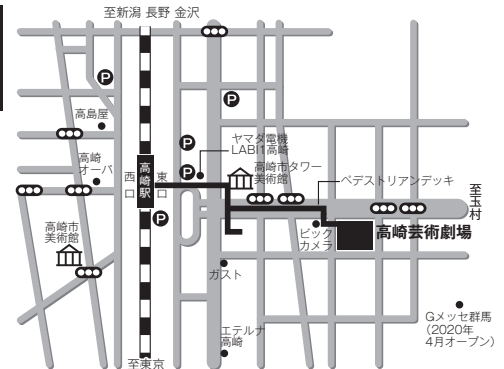 至新潟 長野 金沢
P
P
高島屋
P
ヤマダ電機
LABI1高崎
高崎
オーパ
P
高崎市タワー
美術館
西口
高崎駅
東口
ペデストリアンデッキ
至玉村
P
高崎市
美術館
ビック
カメラ
高崎芸術劇場
ガスト
Gメッセ群馬
(2020年
4月オープン)
エテルナ
高崎
至東京